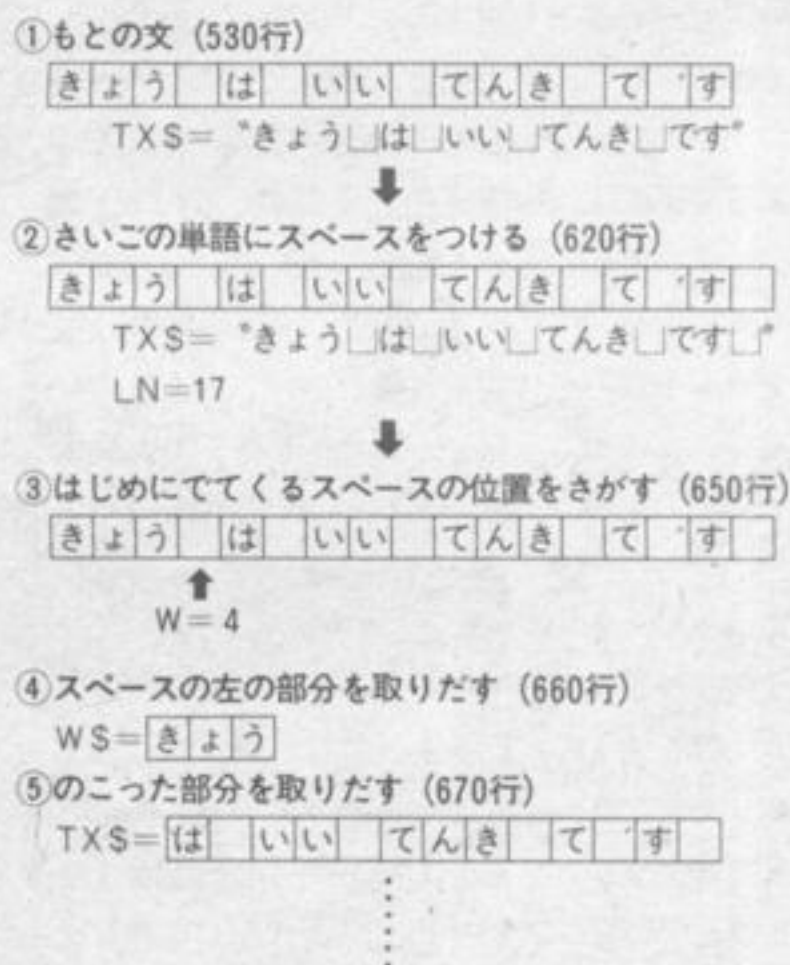 ①もとの文 (530行)
きょう は いい てんき て゛す
TX$=〝きょう␣は␣いい␣てんき␣です〟
②さいごの単語にスペースをつける (620行)
きょう は いい てんき て゛す
TX$=〝きょう␣は␣いい␣てんき␣です␣〟
LN=17
③はじめにでてくるスペースの位置をさがす (650行)
きょう は いい てんき て゛す
W=4
④スペースの左の部分を取りだす (660行)
W$=きょう
⑤のこった部分を取りだす (670行)
TX$=は いい てんき て゛す